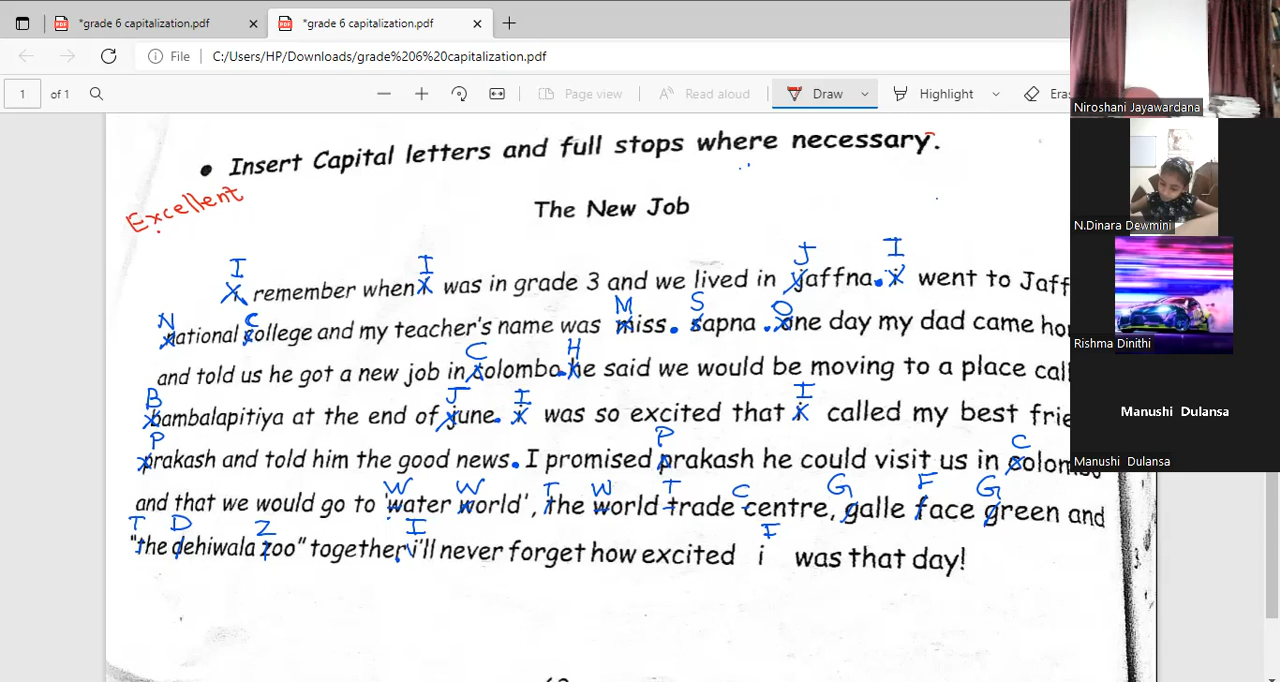 *grade 6 capitalization.pdf
*grade 6 capitalization.pdf
File C:/Users/HP/Downloads/grade%206%20capitalization.pdf
1 of 1 Page view Read aloud Draw Highlight Eras
• Insert Capital letters and full stops where necessary.
Excellent
The New Job
I I J I
i remember when i was in grade 3 and we lived in jaffna. i went to Jaff
N C M S O
national college and my teacher's name was miss. sapna . one day my dad came
C H
and told us he got a new job in colombo. he said we would be moving to a place call
B J I I
bambalapitiya at the end of june. i was so excited that i called my best frie
P P C
prakash and told him the good news. I promised prakash he could visit us in colombo
W W T W T C G F G
and that we would go to 'water world', the world trade centre, galle face green and
T D Z I I
"the dehiwala zoo" together. i'll never forget how excited i was that day!
Niroshani Jayawardana
N.Dinara Dewmini
Rishma Dinithi
Manushi Dulansa
Manushi Dulansa